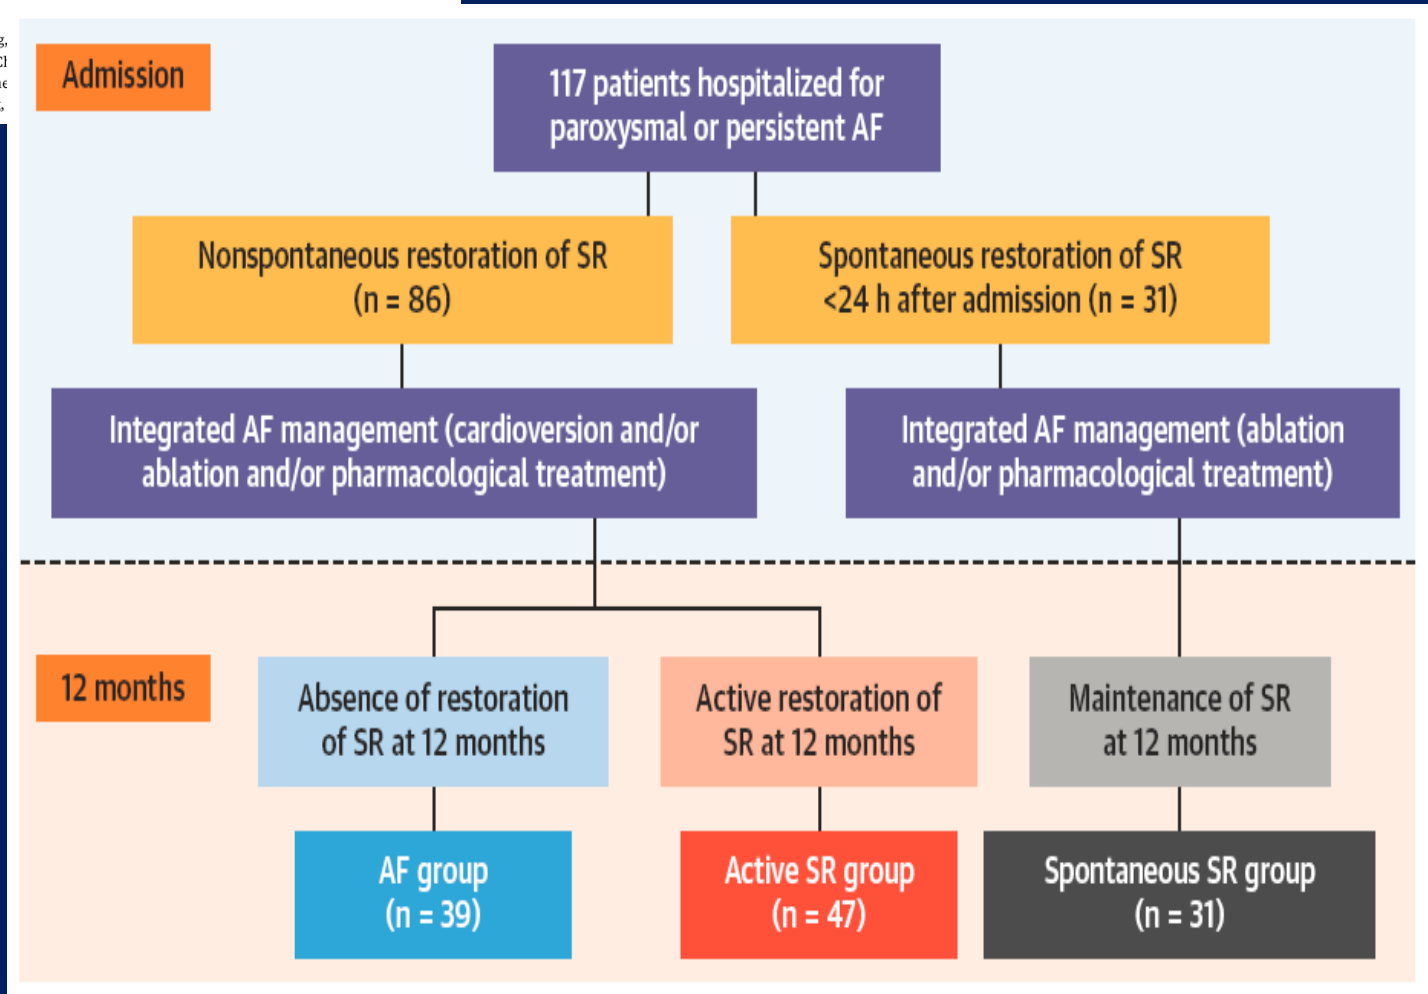 Admission
117 patients hospitalized for
paroxysmal or persistent AF
Nonspontaneous restoration of SR
(n = 86)
Spontaneous restoration of SR
<24 h after admission (n = 31)
Integrated AF management (cardioversion and/or
ablation and/or pharmacological treatment)
Integrated AF management (ablation
and/or pharmacological treatment)
12 months
Absence of restoration
of SR at 12 months
Active restoration of
SR at 12 months
Maintenance of SR
at 12 months
AF group
(n = 39)
Active SR group
(n = 47)
Spontaneous SR group
(n = 31)